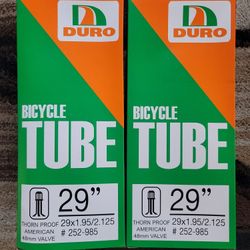 DURO
BICYCLE
TUBE
29”
THORN PROOF 29x1.95/2.125
AMERICAN # 252-985
48mm VALVE
DURO
BICYCLE
TUBE
29”
THORN PROOF 29x1.95/2.125
AMERICAN # 252-985
48mm VALVE